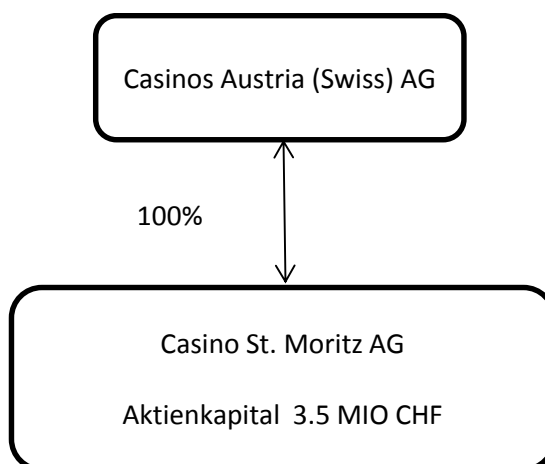 Casinos Austria (Swiss) AG
100%
Casino St. Moritz AG
Aktienkapital 3.5 MIO CHF